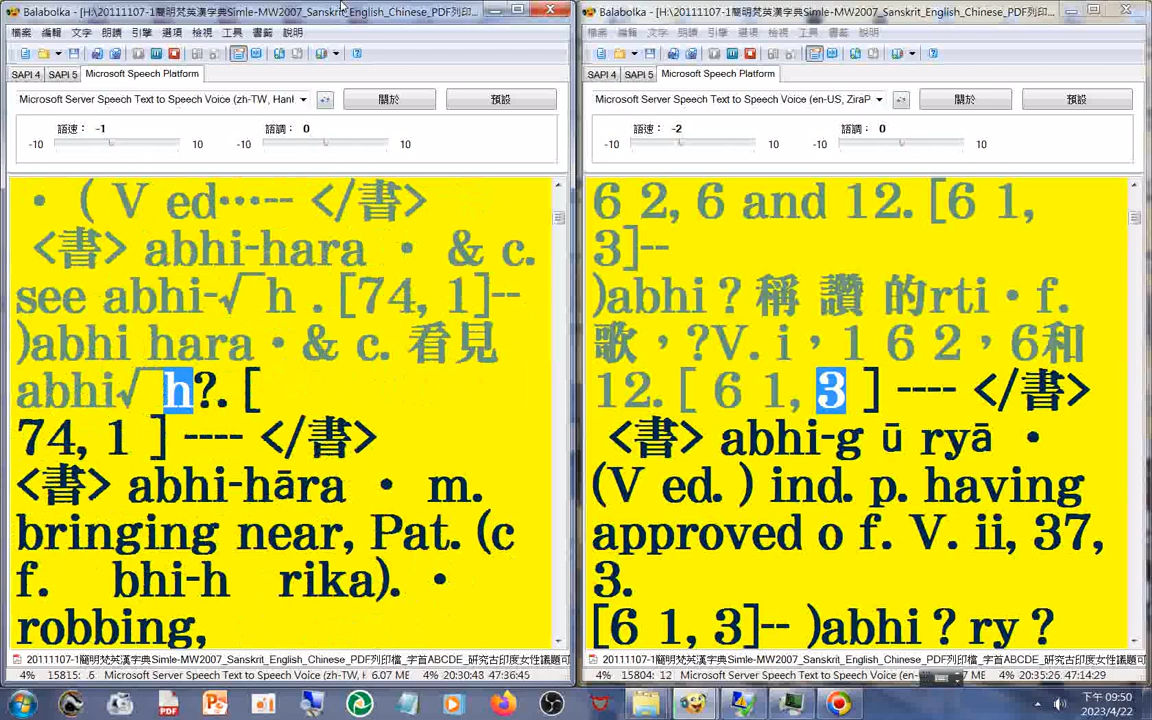 Balabolka - [H:\20111107-1簡明梵英漢字典Simle-MW2007_Sanskrit_English_Chinese_PDF列印...
檔案 編輯 文字 朗讀 引擎 選項 檢視 工具 書籤 說明
SAPI 4 SAPI 5 Microsoft Speech Platform
Microsoft Server Speech Text to Speech Voice (zh-TW, HanH 關於 預設
語速： -1 語調： 0
-10 10 -10 10
•（ V ed…-- </書>
<書> abhi-hara • & c.
see abhi-√ h . [74, 1]--
)abhi hara • & c. 看見
abhi√ h?. [
74, 1 ] ---- </書>
<書> abhi-hāra • m.
bringing near, Pat. (c
f. bhi-h rika). •
robbing,
20111107-1簡明梵英漢字典Simle-MW2007_Sanskrit_English_Chinese_PDF列印檔_字首ABCDE_研究古印度女性議題可
4% 15815: .6 Microsoft Server Speech Text to Speech Voice (zh-TW, H 6.07 ME 4% 20:30:43 47:36:45
Balabolka - [H:\20111107-1簡明梵英漢字典Simle-MW2007_Sanskrit_English_Chinese_PDF列印...
檔案 編輯 文字 朗讀 引擎 選項 檢視 工具 書籤 說明
SAPI 4 SAPI 5 Microsoft Speech Platform
Microsoft Server Speech Text to Speech Voice (en-US, ZiraP 關於 預設
語速： -2 語調： 0
-10 10 -10 10
6 2, 6 and 12. [6 1,
3]--
)abhi？稱 讚 的rti • f.
歌，?V. i，1 6 2，6和
12. [ 6 1, 3 ] ---- </書>
<書> abhi-g ū ryā •
(V ed. ) ind. p. having
approved o f. V. ii, 37,
3.
[6 1, 3]-- )abhi？ry？
20111107-1簡明梵英漢字典Simle-MW2007_Sanskrit_English_Chinese_PDF列印檔_字首ABCDE_研究古印度女性議題可
4% 15804: 12 Microsoft Server Speech Text to Speech Voice (en-US, 6.07 ME 4% 20:35:26 47:14:29
下午 09:50
2023/4/22